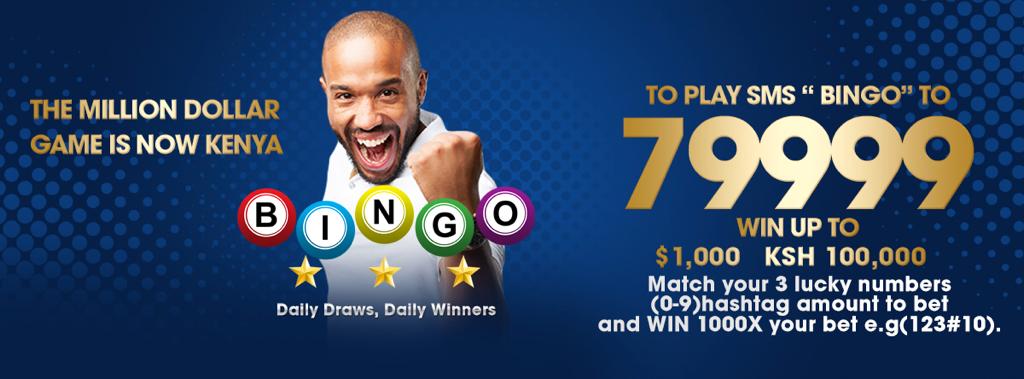 THE MILLION DOLLAR
GAME IS NOW KENYA
BINGO
Daily Draws, Daily Winners
TO PLAY SMS “ BINGO” TO
79999
WIN UP TO
$1,000 KSH 100,000
Match your 3 lucky numbers
(0-9)hashtag amount to bet
and WIN 1000X your bet e.g(123#10).